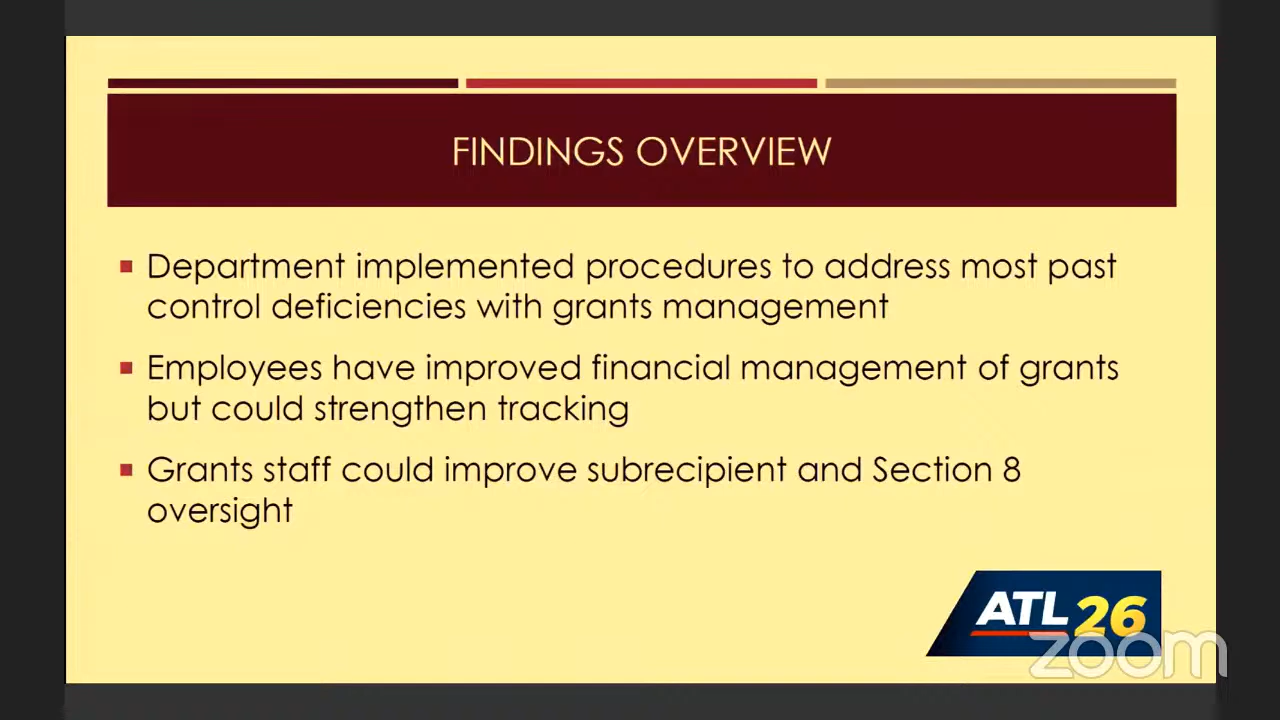 FINDINGS OVERVIEW
▪ Department implemented procedures to address most past
control deficiencies with grants management
▪ Employees have improved financial management of grants
but could strengthen tracking
▪ Grants staff could improve subrecipient and Section 8
oversight
ATL 26
zoom